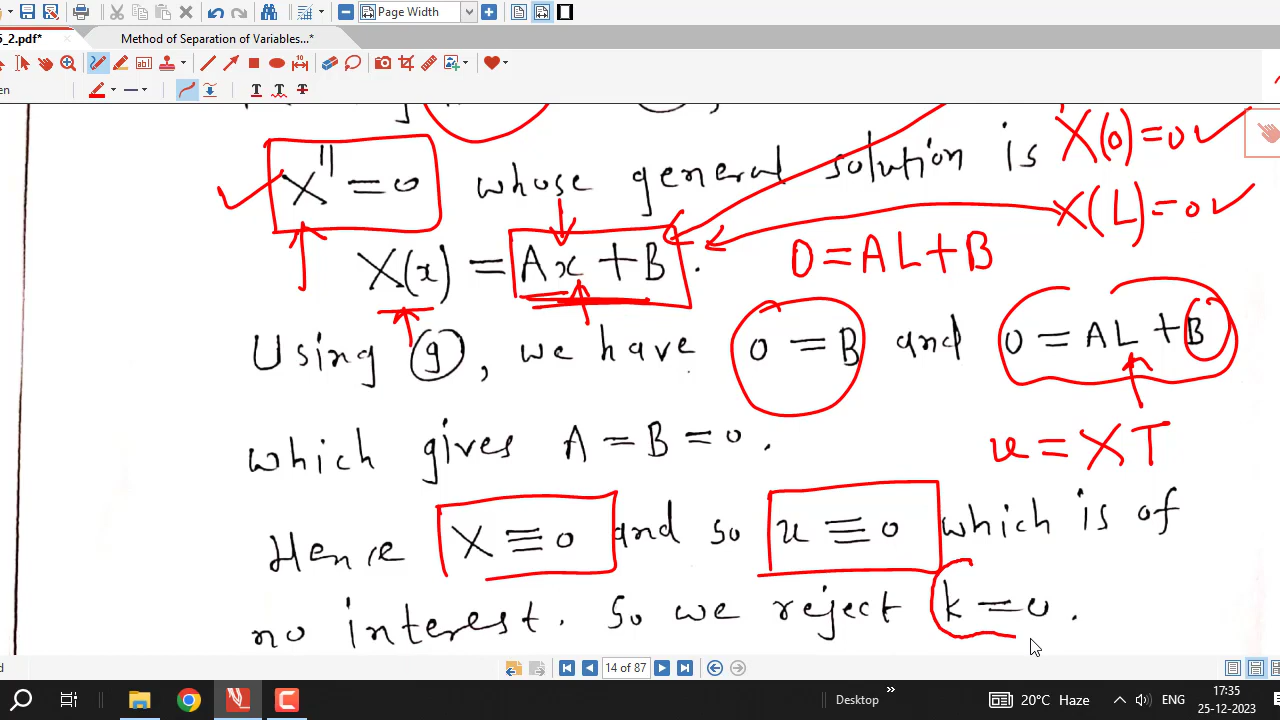 Page Width
5_2.pdf*
Method of Separation of Variables...*
X(0)=0 ✓
X" = 0 whose general solution is
X(L)=0 ✓
X(x) = Ax + B.
0=AL+B
Using (9), we have 0 = B and 0 = AL + B
which gives A = B = 0.
u = XT
Hence X ≡ 0 and so u ≡ 0 which is of
no interest. So we reject k = 0.
14 of 87
Desktop
»
20°C Haze
ENG
17:35
25-12-2023